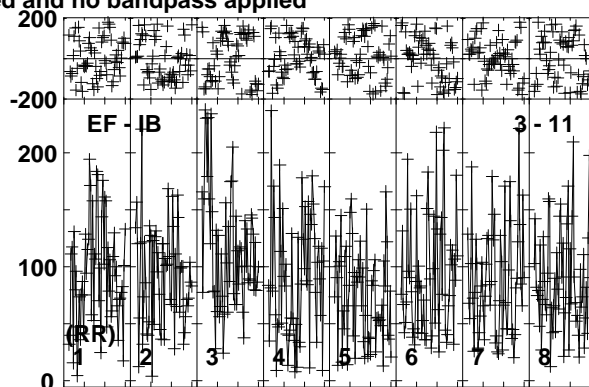 ed and no bandpass applied
200
-200
EF - IB 3 - 11
200
100
(RR)
1 2 3 4 5 6 7 8
0